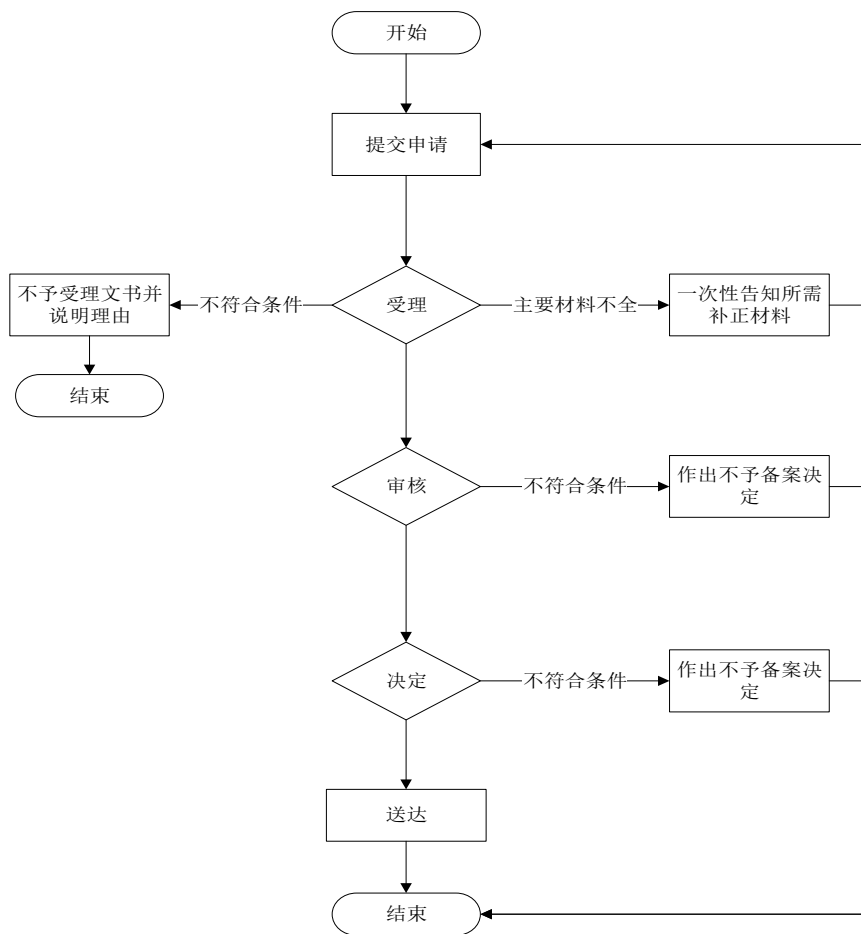 开始
提交申请
不予受理文书并
说明理由
不符合条件
受理
主要材料不全
一次性告知所需
补正材料
结束
审核
不符合条件
作出不予备案决
定
决定
不符合条件
作出不予备案决
定
送达
结束